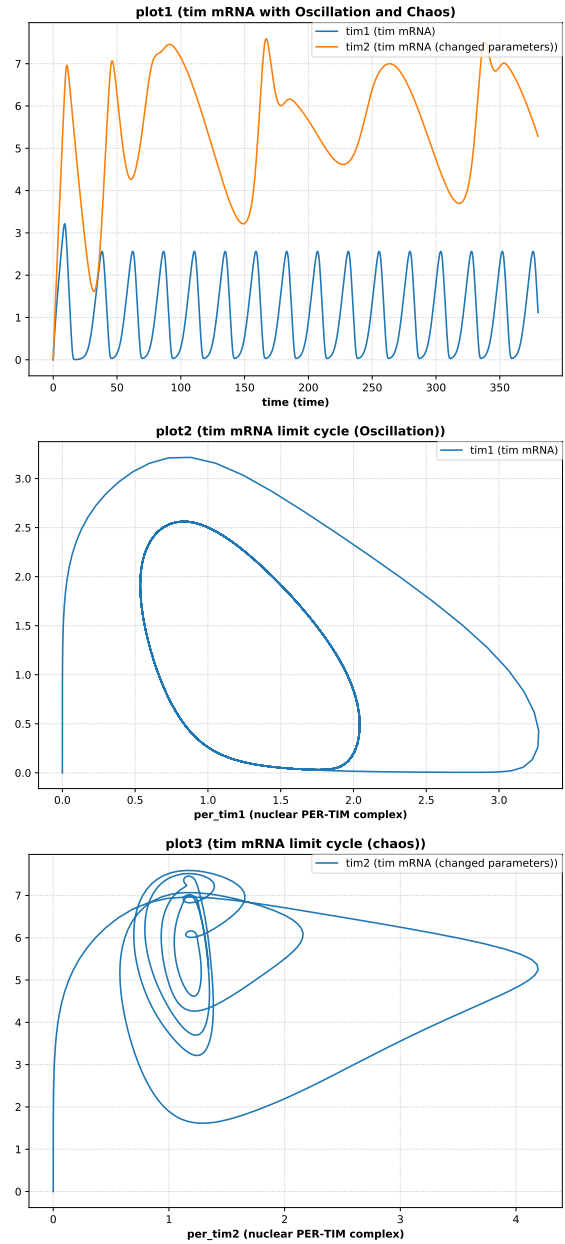 plot1 (tim mRNA with Oscillation and Chaos)
tim1 (tim mRNA)
tim2 (tim mRNA (changed parameters))
7
6
5
4
3
2
1
0
0 50 100 150 200 250 300 350
time (time)
plot2 (tim mRNA limit cycle (Oscillation))
tim1 (tim mRNA)
3.0
2.5
2.0
1.5
1.0
0.5
0.0
0.0 0.5 1.0 1.5 2.0 2.5 3.0
per_tim1 (nuclear PER-TIM complex)
plot3 (tim mRNA limit cycle (chaos))
tim2 (tim mRNA (changed parameters))
7
6
5
4
3
2
1
0
0 1 2 3 4
per_tim2 (nuclear PER-TIM complex)